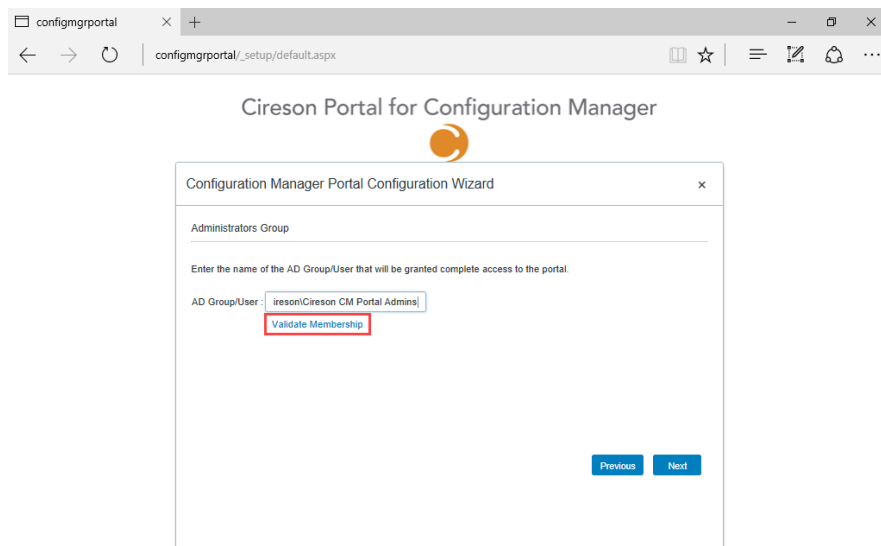 configmgrportal
configmgrportal/_setup/default.aspx
Cireson Portal for Configuration Manager
Configuration Manager Portal Configuration Wizard
Administrators Group
Enter the name of the AD Group/User that will be granted complete access to the portal.
AD Group/User : ireson\Cireson CM Portal Admins
Validate Membership
Previous Next